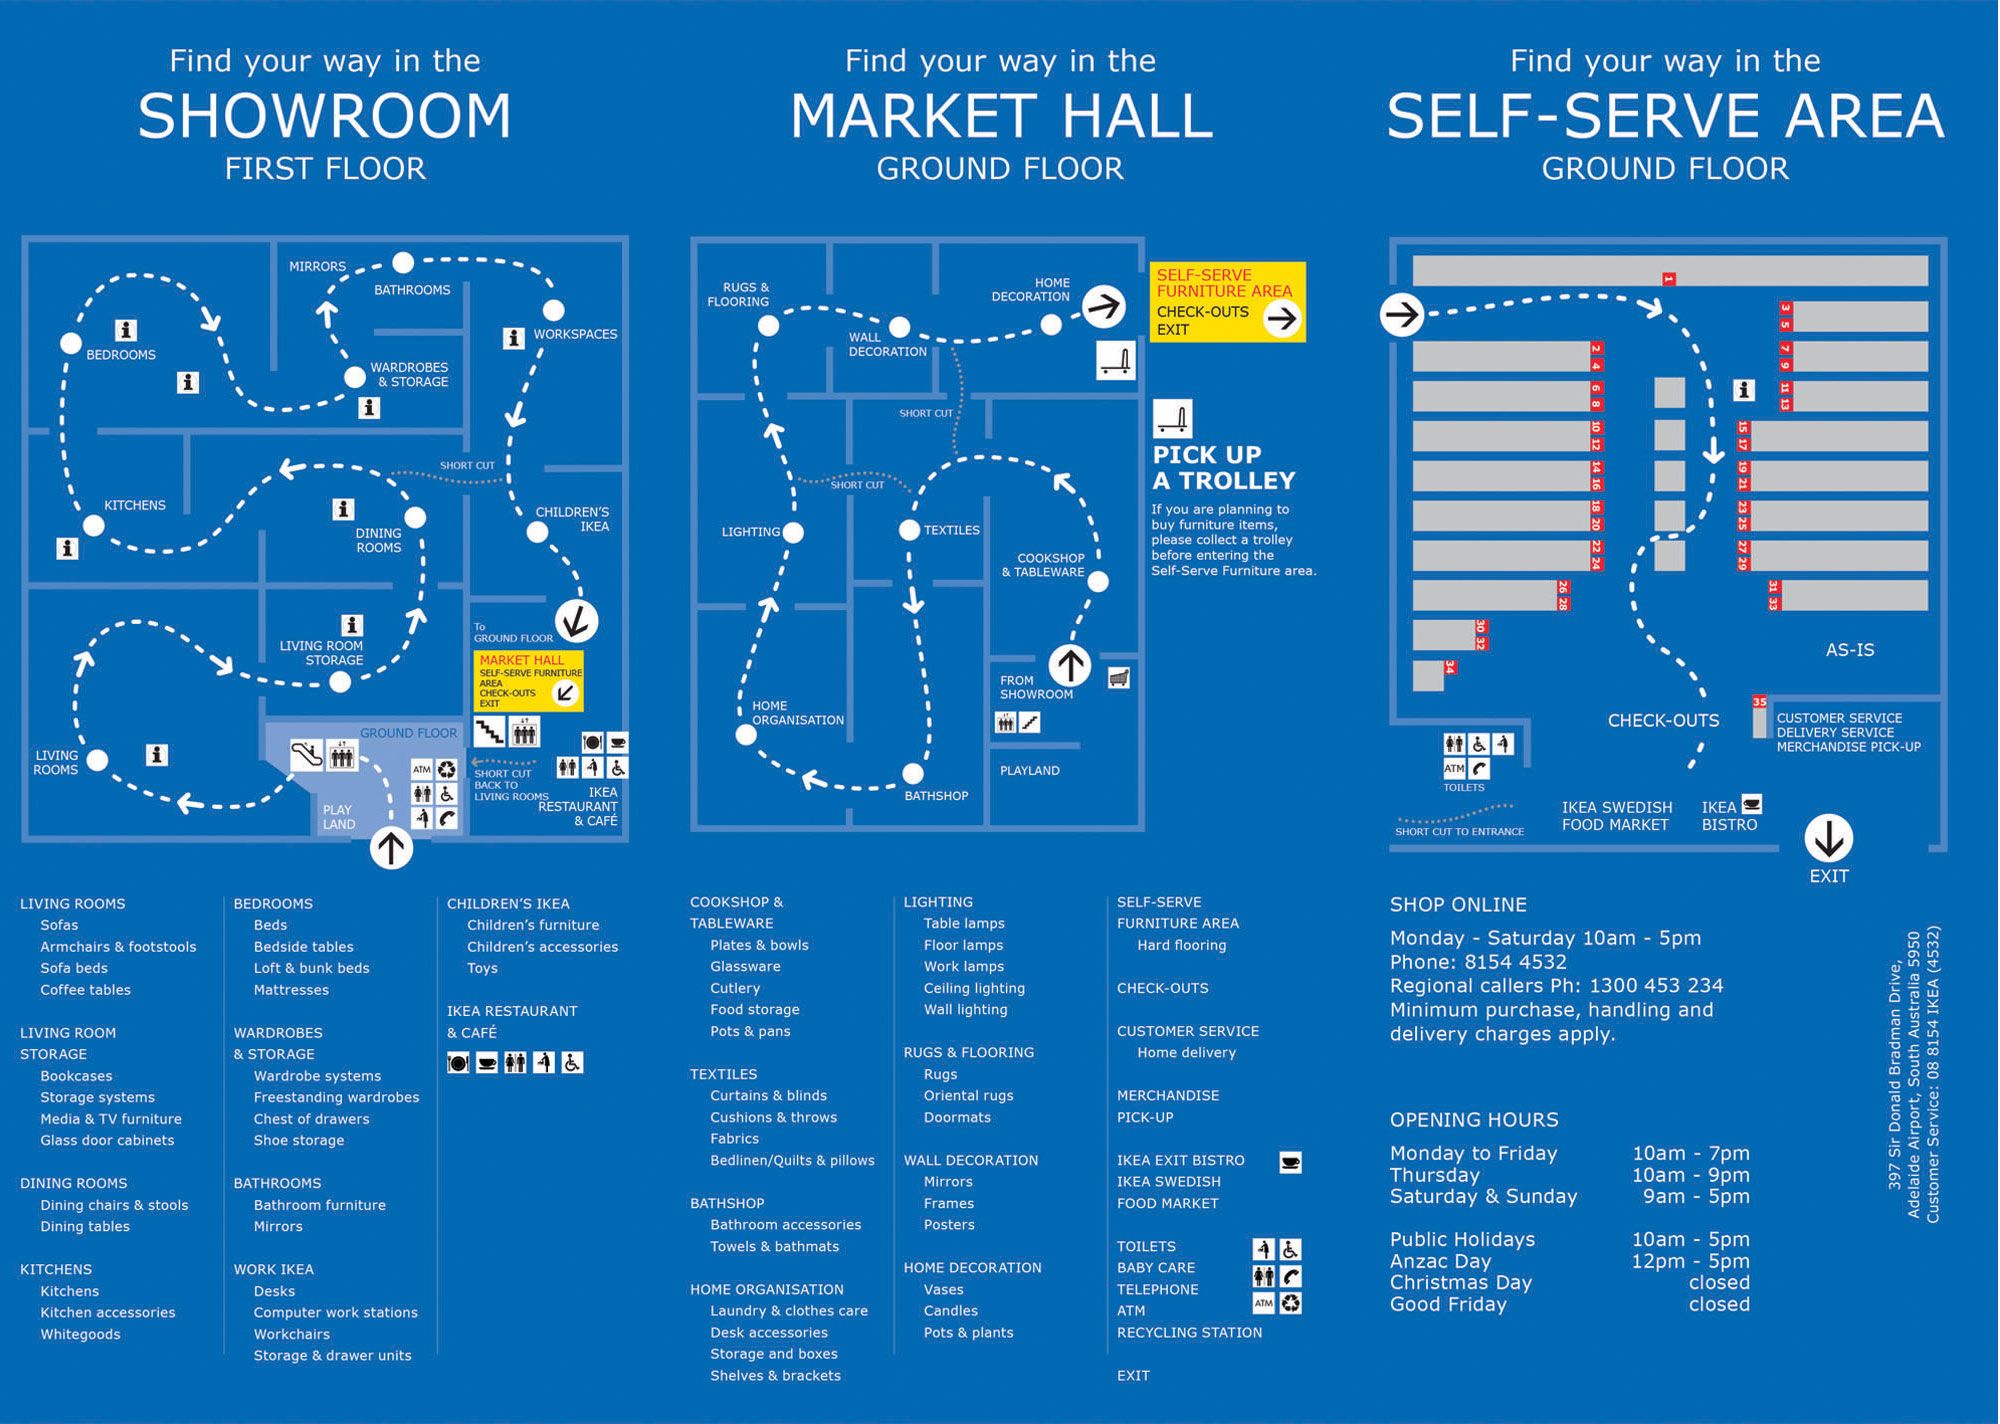 Find your way in the
SHOWROOM
FIRST FLOOR
MIRRORS
BATHROOMS
WORKSPACES
BEDROOMS
WARDROBES
& STORAGE
SHORT CUT
KITCHENS
DINING
ROOMS
CHILDREN'S
IKEA
LIVING ROOM
STORAGE
To
GROUND FLOOR
MARKET HALL
SELF-SERVE FURNITURE
AREA
CHECK-OUTS
EXIT
GROUND FLOOR
LIVING
ROOMS
ATM
SHORT CUT
BACK TO
LIVING ROOMS
PLAY
LAND
IKEA
RESTAURANT
& CAFÉ
LIVING ROOMS
Sofas
Armchairs & footstools
Sofa beds
Coffee tables
LIVING ROOM
STORAGE
Bookcases
Storage systems
Media & TV furniture
Glass door cabinets
DINING ROOMS
Dining chairs & stools
Dining tables
KITCHENS
Kitchens
Kitchen accessories
Whitegoods
BEDROOMS
Beds
Bedside tables
Loft & bunk beds
Mattresses
WARDROBES
& STORAGE
Wardrobe systems
Freestanding wardrobes
Chest of drawers
Shoe storage
BATHROOMS
Bathroom furniture
Mirrors
WORK IKEA
Desks
Computer work stations
Workchairs
Storage & drawer units
CHILDREN'S IKEA
Children's furniture
Children's accessories
Toys
IKEA RESTAURANT
& CAFÉ
Find your way in the
MARKET HALL
GROUND FLOOR
RUGS &
FLOORING
WALL
DECORATION
HOME
DECORATION
SELF-SERVE
FURNITURE AREA
CHECK-OUTS
EXIT
SHORT CUT
SHORT CUT
LIGHTING
TEXTILES
COOKSHOP
& TABLEWARE
HOME
ORGANISATION
FROM
SHOWROOM
PLAYLAND
BATHSHOP
PICK UP
A TROLLEY
If you are planning to
buy furniture items,
please collect a trolley
before entering the
Self-Serve Furniture area.
COOKSHOP &
TABLEWARE
Plates & bowls
Glassware
Cutlery
Food storage
Pots & pans
TEXTILES
Curtains & blinds
Cushions & throws
Fabrics
Bedlinen/Quilts & pillows
BATHSHOP
Bathroom accessories
Towels & bathmats
HOME ORGANISATION
Laundry & clothes care
Desk accessories
Storage and boxes
Shelves & brackets
LIGHTING
Table lamps
Floor lamps
Work lamps
Ceiling lighting
Wall lighting
RUGS & FLOORING
Rugs
Oriental rugs
Doormats
WALL DECORATION
Mirrors
Frames
Posters
HOME DECORATION
Vases
Candles
Pots & plants
SELF-SERVE
FURNITURE AREA
Hard flooring
CHECK-OUTS
CUSTOMER SERVICE
Home delivery
MERCHANDISE
PICK-UP
IKEA EXIT BISTRO
IKEA SWEDISH
FOOD MARKET
TOILETS
BABY CARE
TELEPHONE
ATM
ATM
RECYCLING STATION
EXIT
Find your way in the
SELF-SERVE AREA
GROUND FLOOR
1
3
5
2
4
7
9
6
8
11
13
10
12
15
17
14
16
19
21
18
20
23
25
22
24
27
29
26
28
31
33
30
32
34
35
AS-IS
CHECK-OUTS
CUSTOMER SERVICE
DELIVERY SERVICE
MERCHANDISE PICK-UP
ATM
TOILETS
SHORT CUT TO ENTRANCE
IKEA SWEDISH
FOOD MARKET
IKEA
BISTRO
EXIT
SHOP ONLINE
Monday - Saturday 10am - 5pm
Phone: 8154 4532
Regional callers Ph: 1300 453 234
Minimum purchase, handling and
delivery charges apply.
OPENING HOURS
Monday to Friday 10am - 7pm
Thursday 10am - 9pm
Saturday & Sunday 9am - 5pm
Public Holidays 10am - 5pm
Anzac Day 12pm - 5pm
Christmas Day closed
Good Friday closed
397 Sir Donald Bradman Drive,
Adelaide Airport, South Australia 5950
Customer Service: 08 8154 IKEA (4532)